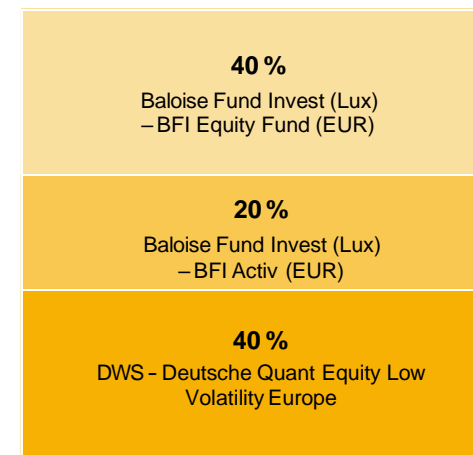 40 %
Baloise Fund Invest (Lux)
– BFI Equity Fund (EUR)
20 %
Baloise Fund Invest (Lux)
– BFI Activ (EUR)
40 %
DWS – Deutsche Quant Equity Low
Volatility Europe